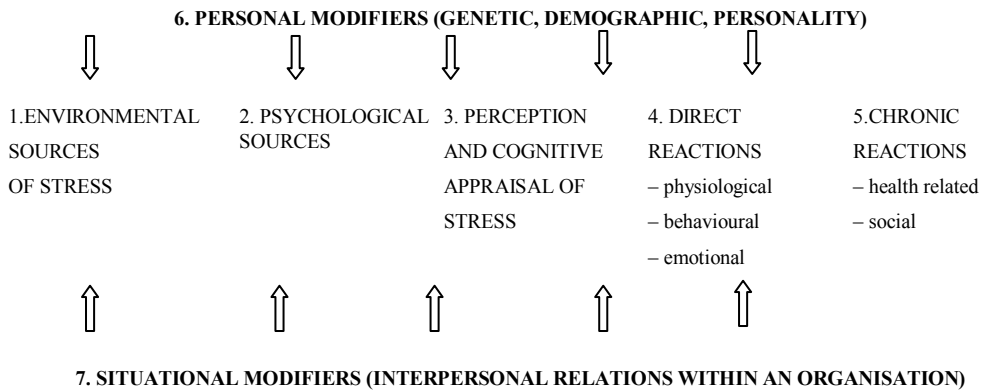 6. PERSONAL MODIFIERS (GENETIC, DEMOGRAPHIC, PERSONALITY)
1.ENVIRONMENTAL
SOURCES
OF STRESS
2. PSYCHOLOGICAL
SOURCES
3. PERCEPTION
AND COGNITIVE
APPRAISAL OF
STRESS
4. DIRECT
REACTIONS
– physiological
– behavioural
– emotional
5.CHRONIC
REACTIONS
– health related
– social
7. SITUATIONAL MODIFIERS (INTERPERSONAL RELATIONS WITHIN AN ORGANISATION)